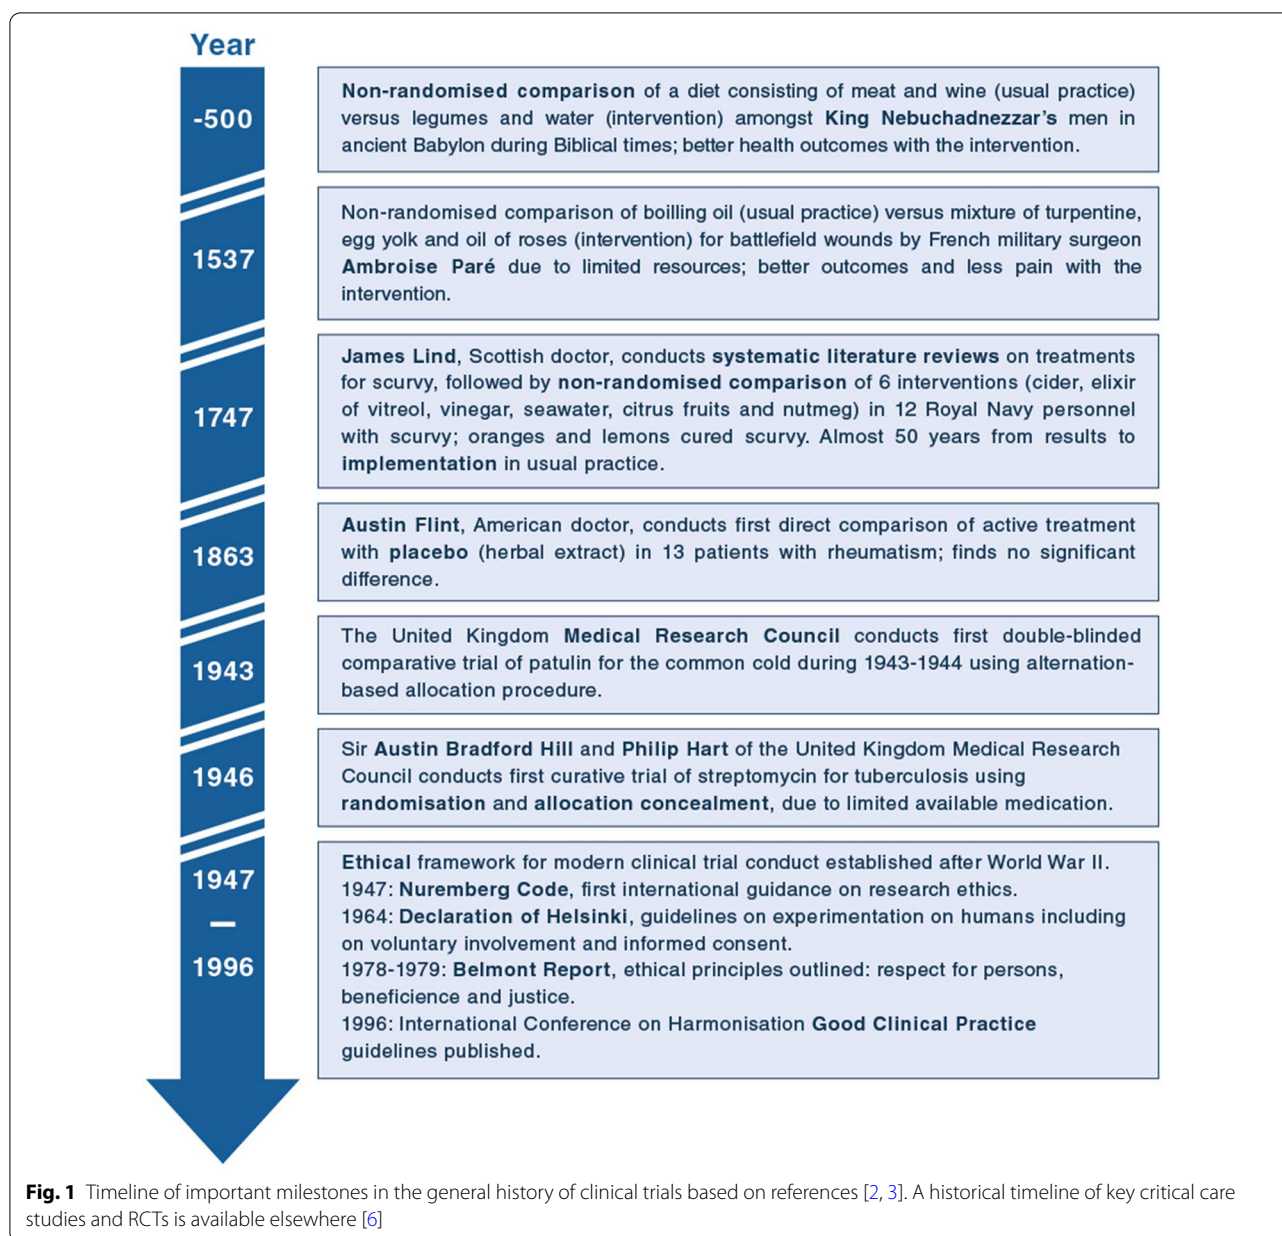 Year
-500
Non-randomised comparison of a diet consisting of meat and wine (usual practice)
versus legumes and water (intervention) amongst King Nebuchadnezzar's men in
ancient Babylon during Biblical times; better health outcomes with the intervention.
1537
Non-randomised comparison of boilling oil (usual practice) versus mixture of turpentine,
egg yolk and oil of roses (intervention) for battlefield wounds by French military surgeon
Ambroise Paré due to limited resources; better outcomes and less pain with the
intervention.
1747
James Lind, Scottish doctor, conducts systematic literature reviews on treatments
for scurvy, followed by non-randomised comparison of 6 interventions (cider, elixir
of vitreol, vinegar, seawater, citrus fruits and nutmeg) in 12 Royal Navy personnel
with scurvy; oranges and lemons cured scurvy. Almost 50 years from results to
implementation in usual practice.
1863
Austin Flint, American doctor, conducts first direct comparison of active treatment
with placebo (herbal extract) in 13 patients with rheumatism; finds no significant
difference.
1943
The United Kingdom Medical Research Council conducts first double-blinded
comparative trial of patulin for the common cold during 1943-1944 using alternation-
based allocation procedure.
1946
Sir Austin Bradford Hill and Philip Hart of the United Kingdom Medical Research
Council conducts first curative trial of streptomycin for tuberculosis using
randomisation and allocation concealment, due to limited available medication.
1947
—
1996
Ethical framework for modern clinical trial conduct established after World War II.
1947: Nuremberg Code, first international guidance on research ethics.
1964: Declaration of Helsinki, guidelines on experimentation on humans including
on voluntary involvement and informed consent.
1978-1979: Belmont Report, ethical principles outlined: respect for persons,
beneficience and justice.
1996: International Conference on Harmonisation Good Clinical Practice
guidelines published.
Fig. 1 Timeline of important milestones in the general history of clinical trials based on references [2, 3]. A historical timeline of key critical care
studies and RCTs is available elsewhere [6]